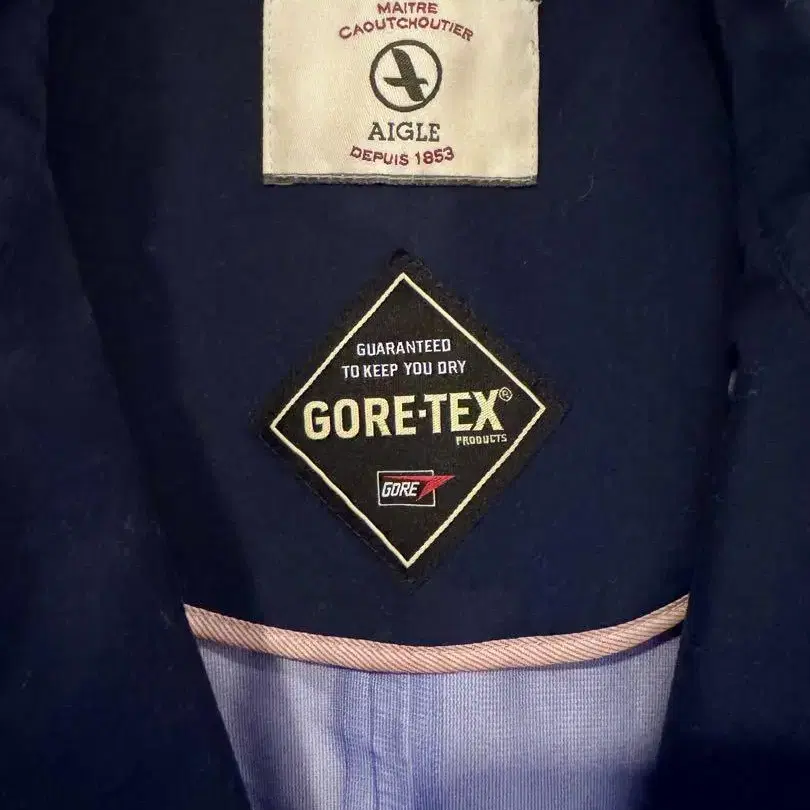 MAITRE
CAOUTCHOUTIER
AIGLE
DEPUIS 1853
GUARANTEED
TO KEEP YOU DRY
GORE-TEX®
PRODUCTS
GORE